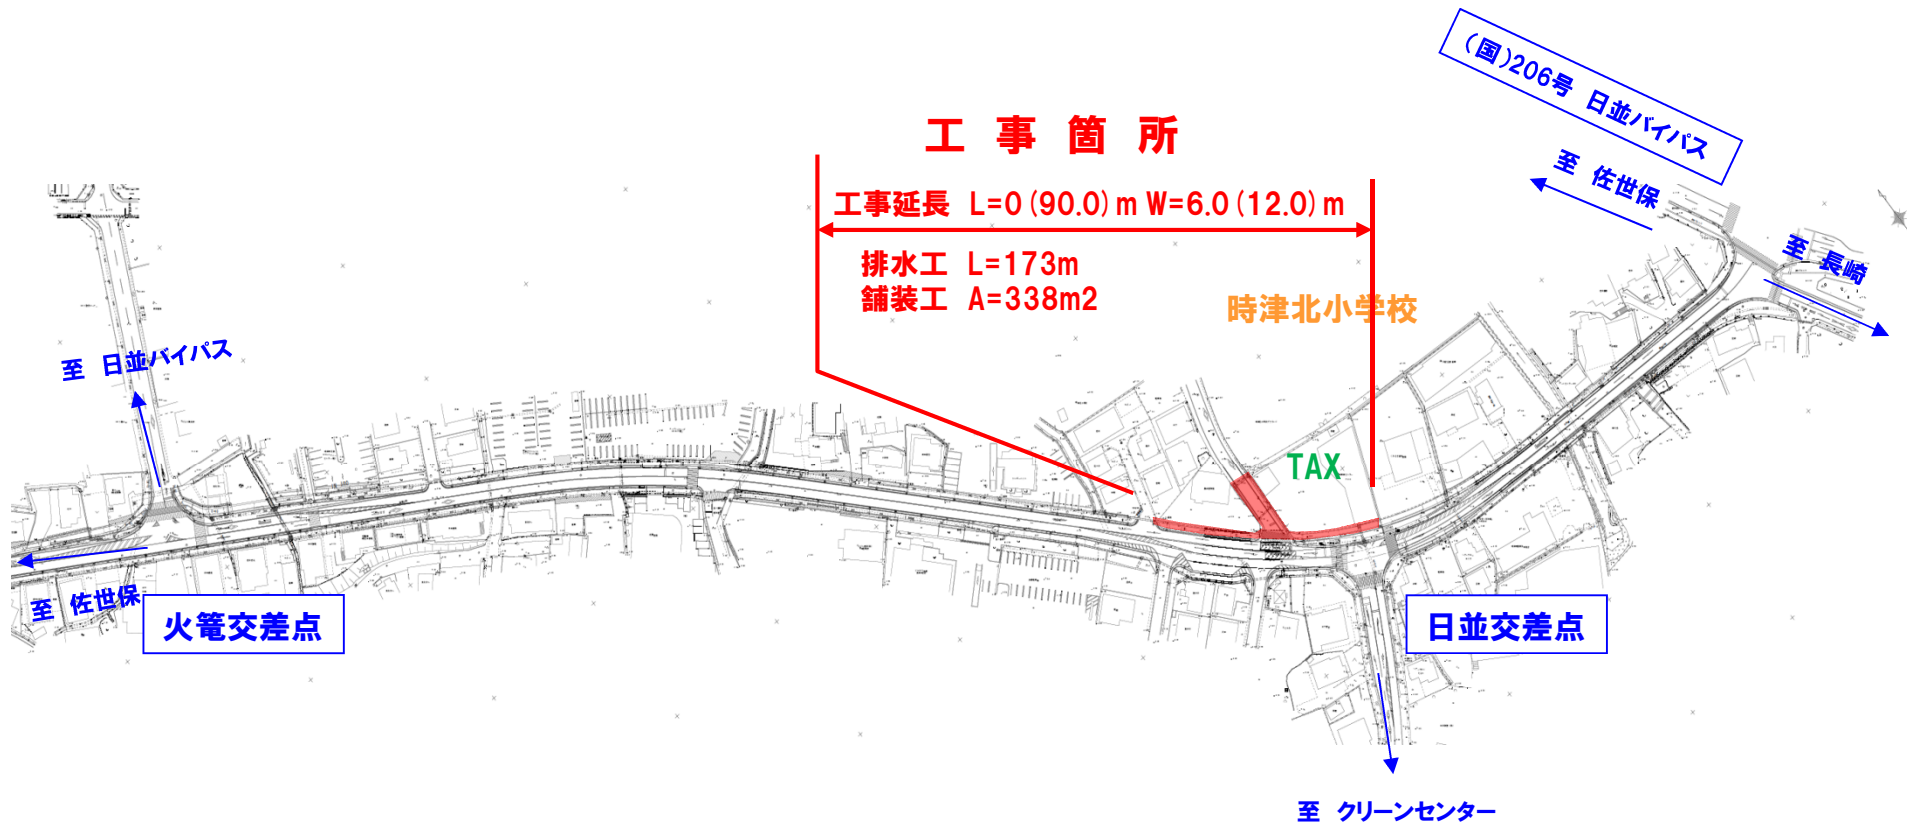 (国)206号 日並バイパス
工事箇所
至 佐世保
工事延長 L=0(90.0)m W=6.0(12.0)m
至 長崎
排水工 L=173m
舗装工 A=338m2
時津北小学校
至 日並バイパス
TAX
至 佐世保
火篭交差点
日並交差点
至 クリーンセンター